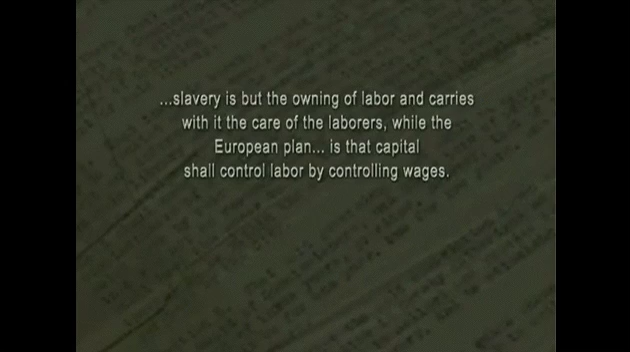 ...slavery is but the owning of labor and carries
with it the care of the laborers, while the
European plan... is that capital
shall control labor by controlling wages.